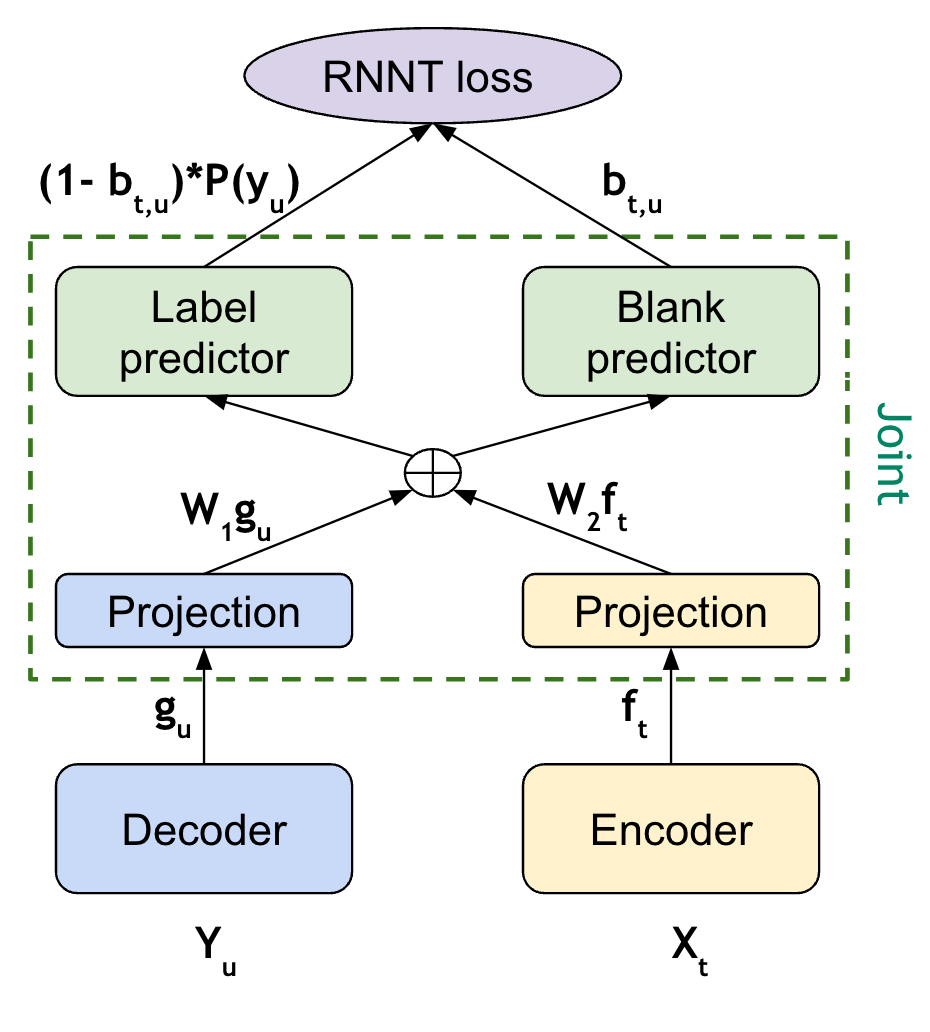 RNNT loss
(1- b_{t,u})*P(y_u)
b_{t,u}
Label
predictor
Blank
predictor
Joint
W_1g_u
W_2f_t
Projection
Projection
g_u
f_t
Decoder
Encoder
Y_u
X_t